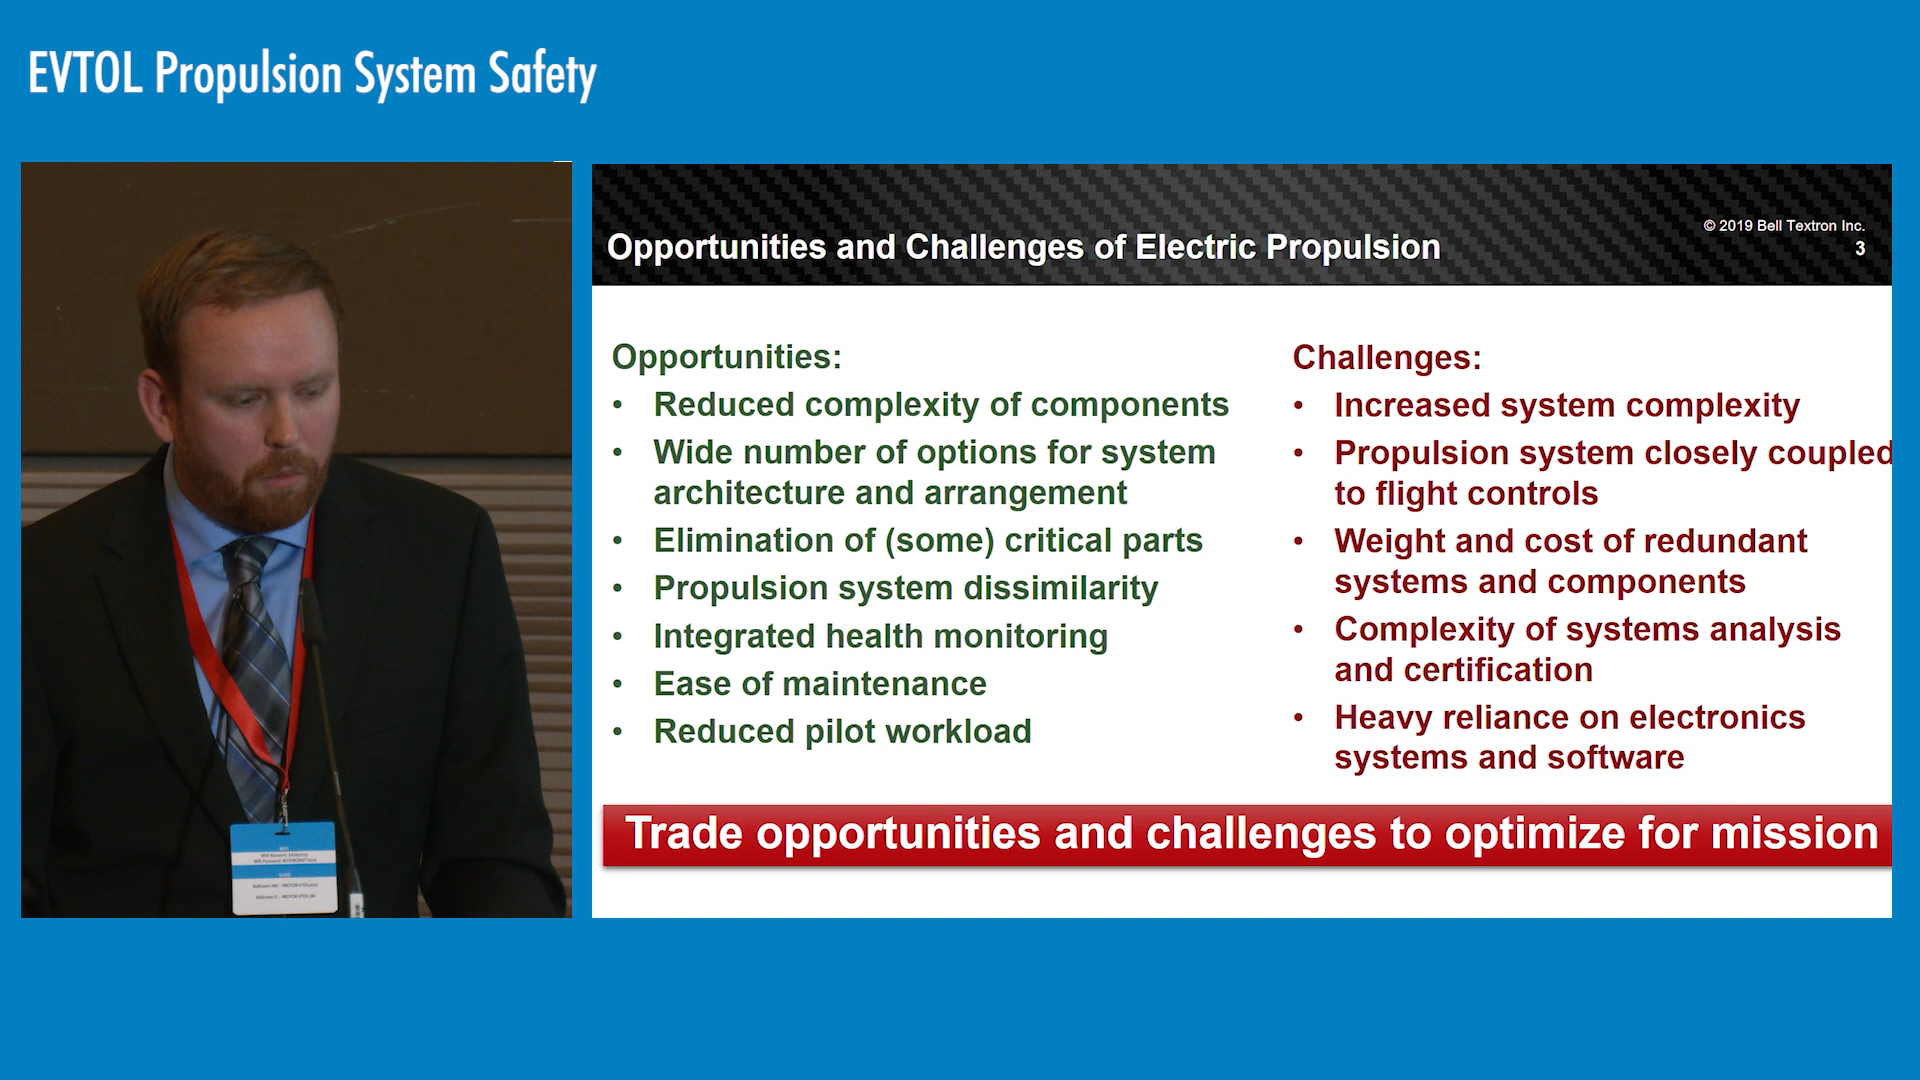 EVTOL Propulsion System Safety
© 2019 Bell Textron Inc.
Opportunities and Challenges of Electric Propulsion
3
Opportunities:
• Reduced complexity of components
• Wide number of options for system
architecture and arrangement
• Elimination of (some) critical parts
• Propulsion system dissimilarity
• Integrated health monitoring
• Ease of maintenance
• Reduced pilot workload
Challenges:
• Increased system complexity
• Propulsion system closely coupled
to flight controls
• Weight and cost of redundant
systems and components
• Complexity of systems analysis
and certification
• Heavy reliance on electronics
systems and software
Trade opportunities and challenges to optimize for mission